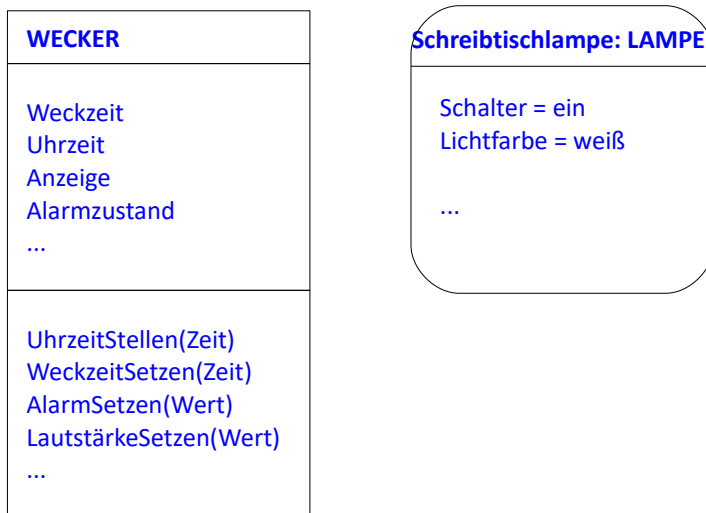 WECKER
Weckzeit
Uhrzeit
Anzeige
Alarmzustand
...
UhrzeitStellen(Zeit)
WeckzeitSetzen(Zeit)
AlarmSetzen(Wert)
LautstärkeSetzen(Wert)
...
Schreibtischlampe: LAMPE
Schalter = ein
Lichtfarbe = weiß
...